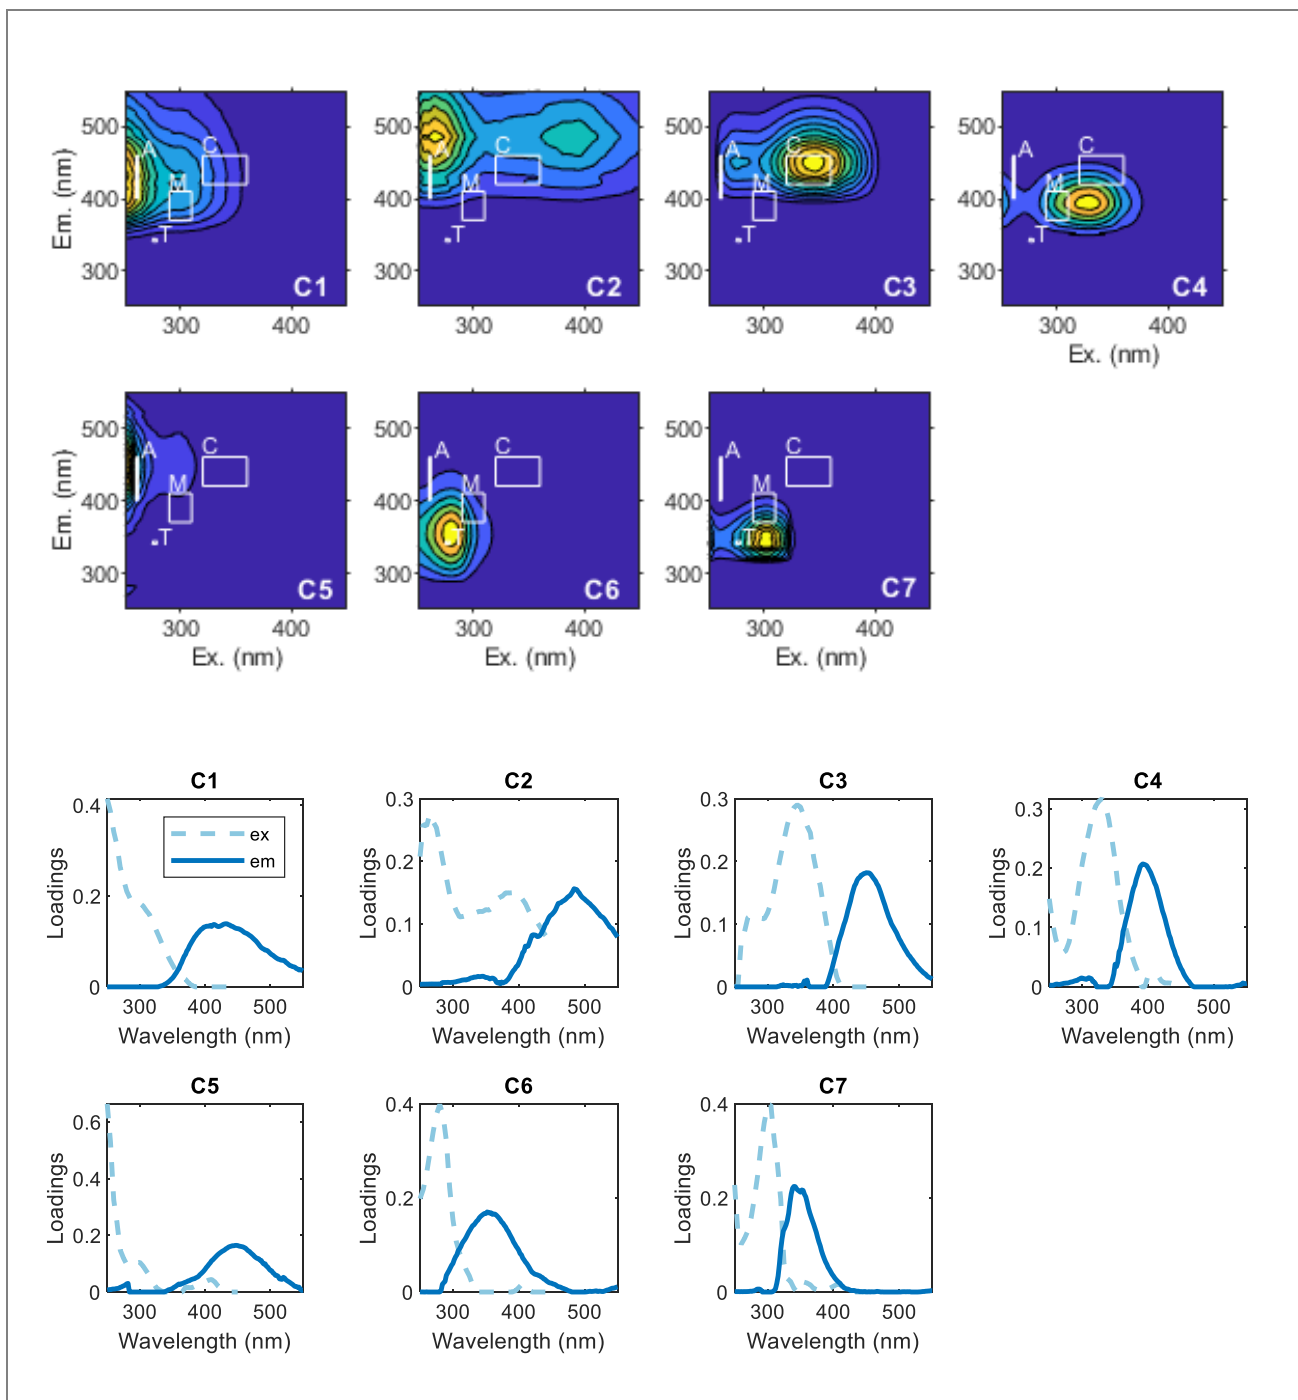 500
400
300
Em. (nm)
A
C
M
T
C1
300 400
500
400
300
A
C
M
T
C2
300 400
500
400
300
A
C
M
T
C3
300 400
500
400
300
A
C
M
T
C4
300 400
Ex. (nm)
500
400
300
Em. (nm)
A
C
M
T
C5
300 400
Ex. (nm)
500
400
300
A
C
M
T
C6
300 400
Ex. (nm)
500
400
300
A
C
M
T
C7
300 400
Ex. (nm)
C1
0.4
0.2
0
Loadings
ex
em
300 400 500
Wavelength (nm)
C2
0.3
0.2
0.1
0
Loadings
300 400 500
Wavelength (nm)
C3
0.3
0.2
0.1
0
Loadings
300 400 500
Wavelength (nm)
C4
0.3
0.2
0.1
0
Loadings
300 400 500
Wavelength (nm)
C5
0.6
0.4
0.2
0
Loadings
300 400 500
Wavelength (nm)
C6
0.4
0.2
0
Loadings
300 400 500
Wavelength (nm)
C7
0.4
0.2
0
Loadings
300 400 500
Wavelength (nm)